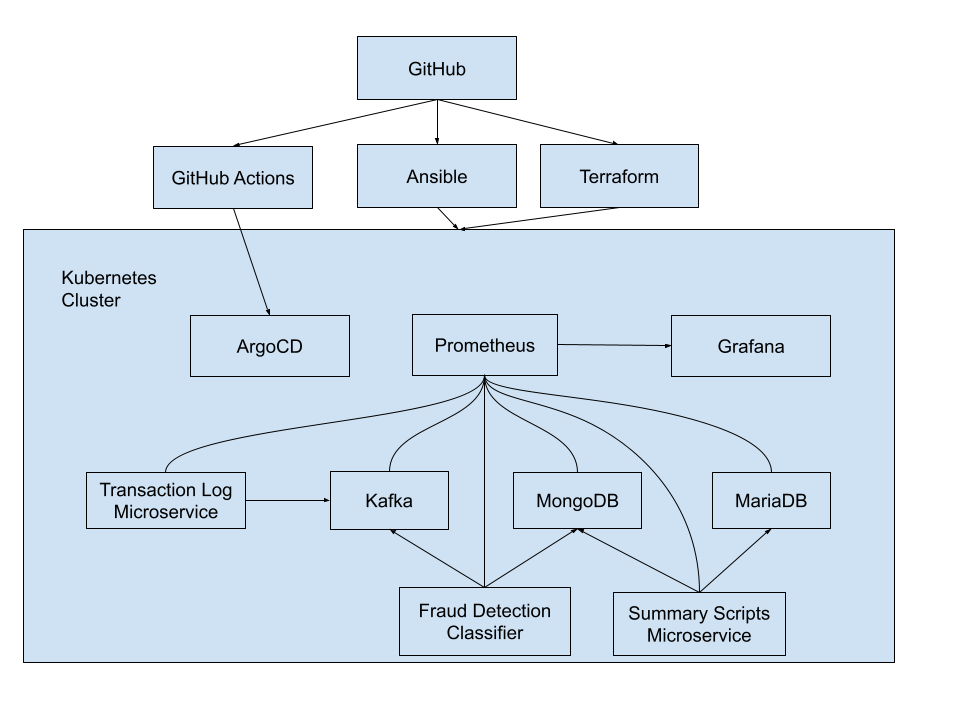 GitHub
GitHub Actions
Ansible
Terraform
Kubernetes
Cluster
ArgoCD
Prometheus
Grafana
Transaction Log
Microservice
Kafka
MongoDB
MariaDB
Fraud Detection
Classifier
Summary Scripts
Microservice